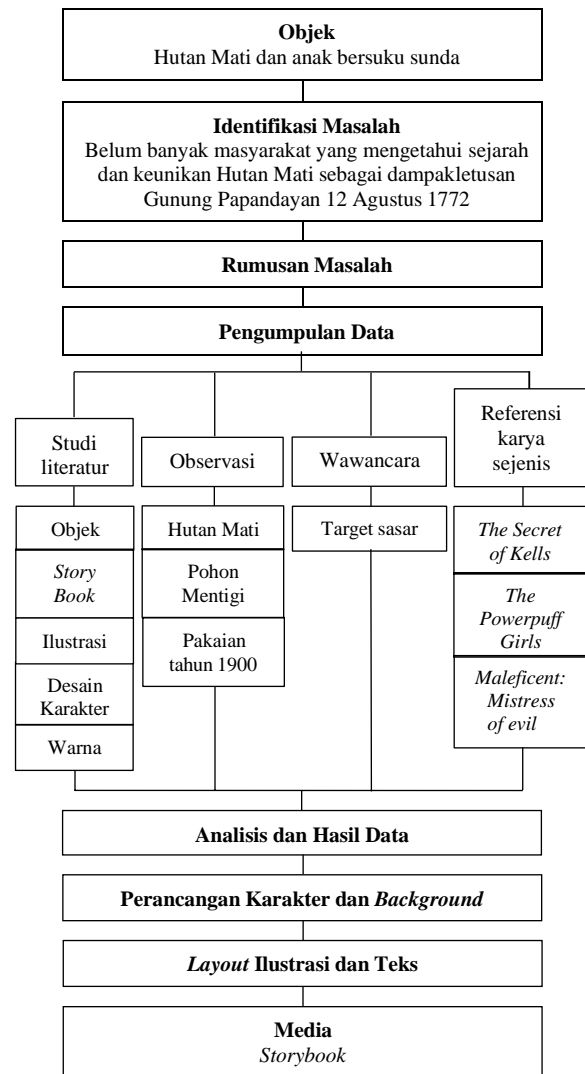 Objek
Hutan Mati dan anak bersuku sunda
Identifikasi Masalah
Belum banyak masyarakat yang mengetahui sejarah
dan keunikan Hutan Mati sebagai dampakletusan
Gunung Papandayan 12 Agustus 1772
Rumusan Masalah
Pengumpulan Data
Studi
literatur
Observasi
Wawancara
Referensi
karya
sejenis
Objek
Story
Book
Ilustrasi
Desain
Karakter
Warna
Hutan Mati
Pohon
Mentigi
Pakaian
tahun 1900
Target sasar
The Secret
of Kells
The
Powerpuff
Girls
Maleficent:
Mistress
of evil
Analisis dan Hasil Data
Perancangan Karakter dan Background
Layout Ilustrasi dan Teks
Media
Storybook